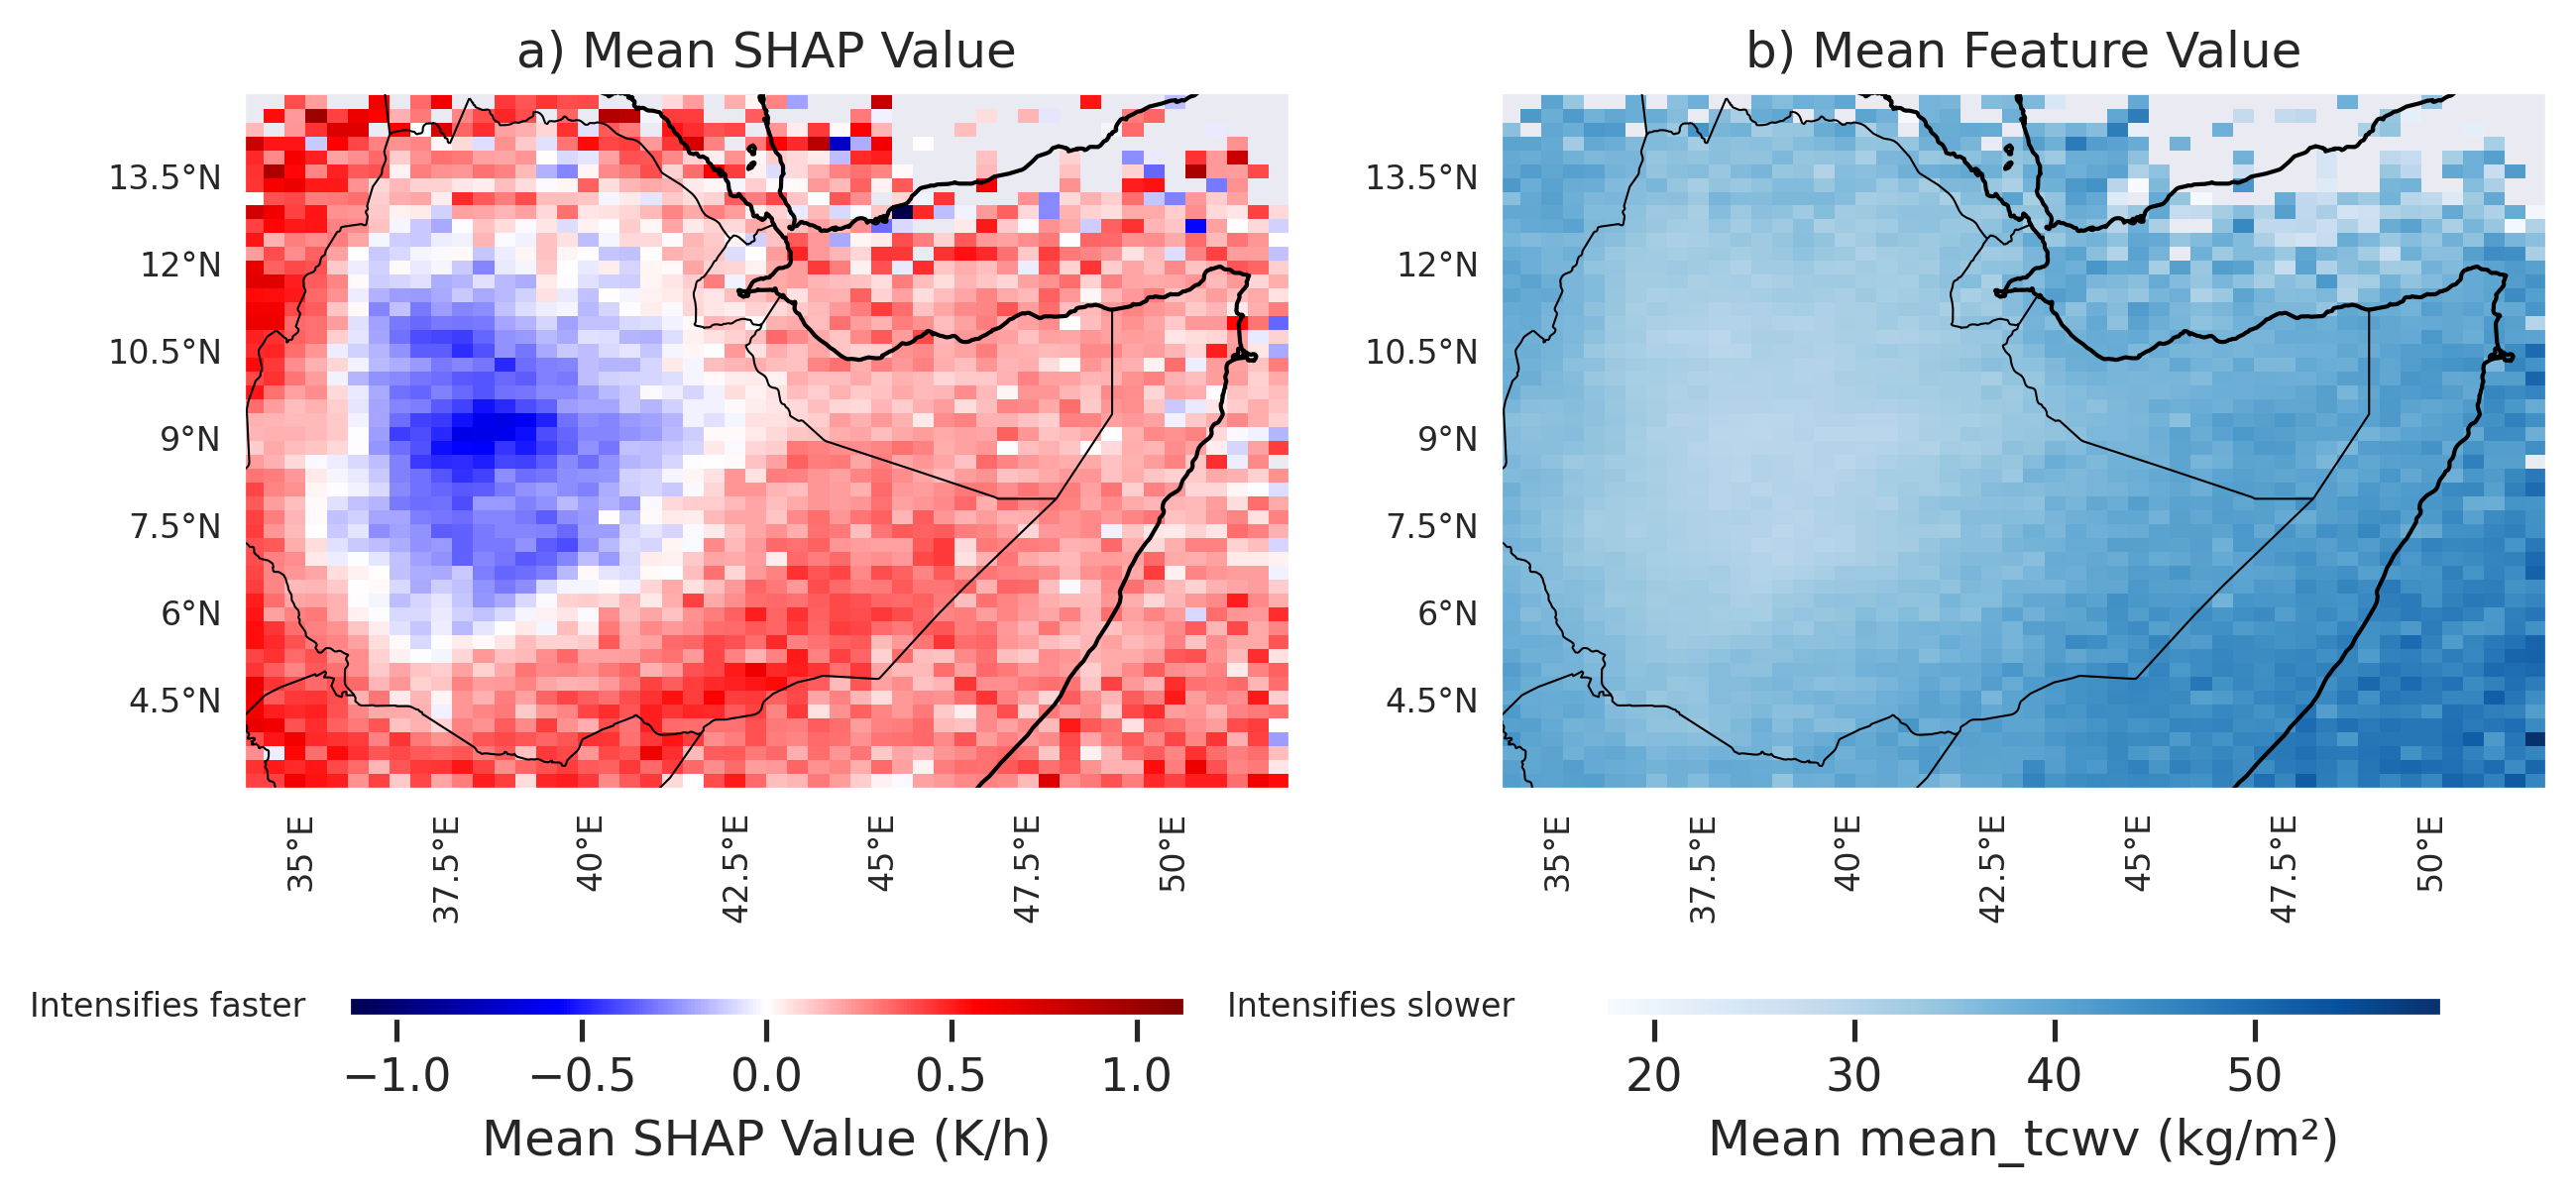 a) Mean SHAP Value
b) Mean Feature Value
13.5°N
12°N
10.5°N
9°N
7.5°N
6°N
4.5°N
35°E
37.5°E
40°E
42.5°E
45°E
47.5°E
50°E
13.5°N
12°N
10.5°N
9°N
7.5°N
6°N
4.5°N
35°E
37.5°E
40°E
42.5°E
45°E
47.5°E
50°E
Intensifies faster
Intensifies slower
−1.0
−0.5
0.0
0.5
1.0
Mean SHAP Value (K/h)
20
30
40
50
Mean mean_tcwv (kg/m²)